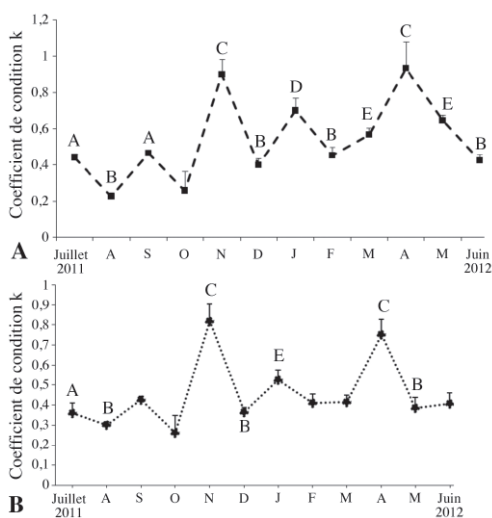 Coefficient de condition k
1,2
1
0,8
0,6
0,4
0,2
0
A
B
A
C
B
D
B
E
C
E
B
A
Juillet 2011 A S O N D J F M A M Juin 2012
Coefficient de condition k
1
0,9
0,8
0,7
0,6
0,5
0,4
0,3
0,2
0,1
0
A
B
C
B
E
C
B
B
Juillet 2011 A S O N D J F M A M Juin 2012